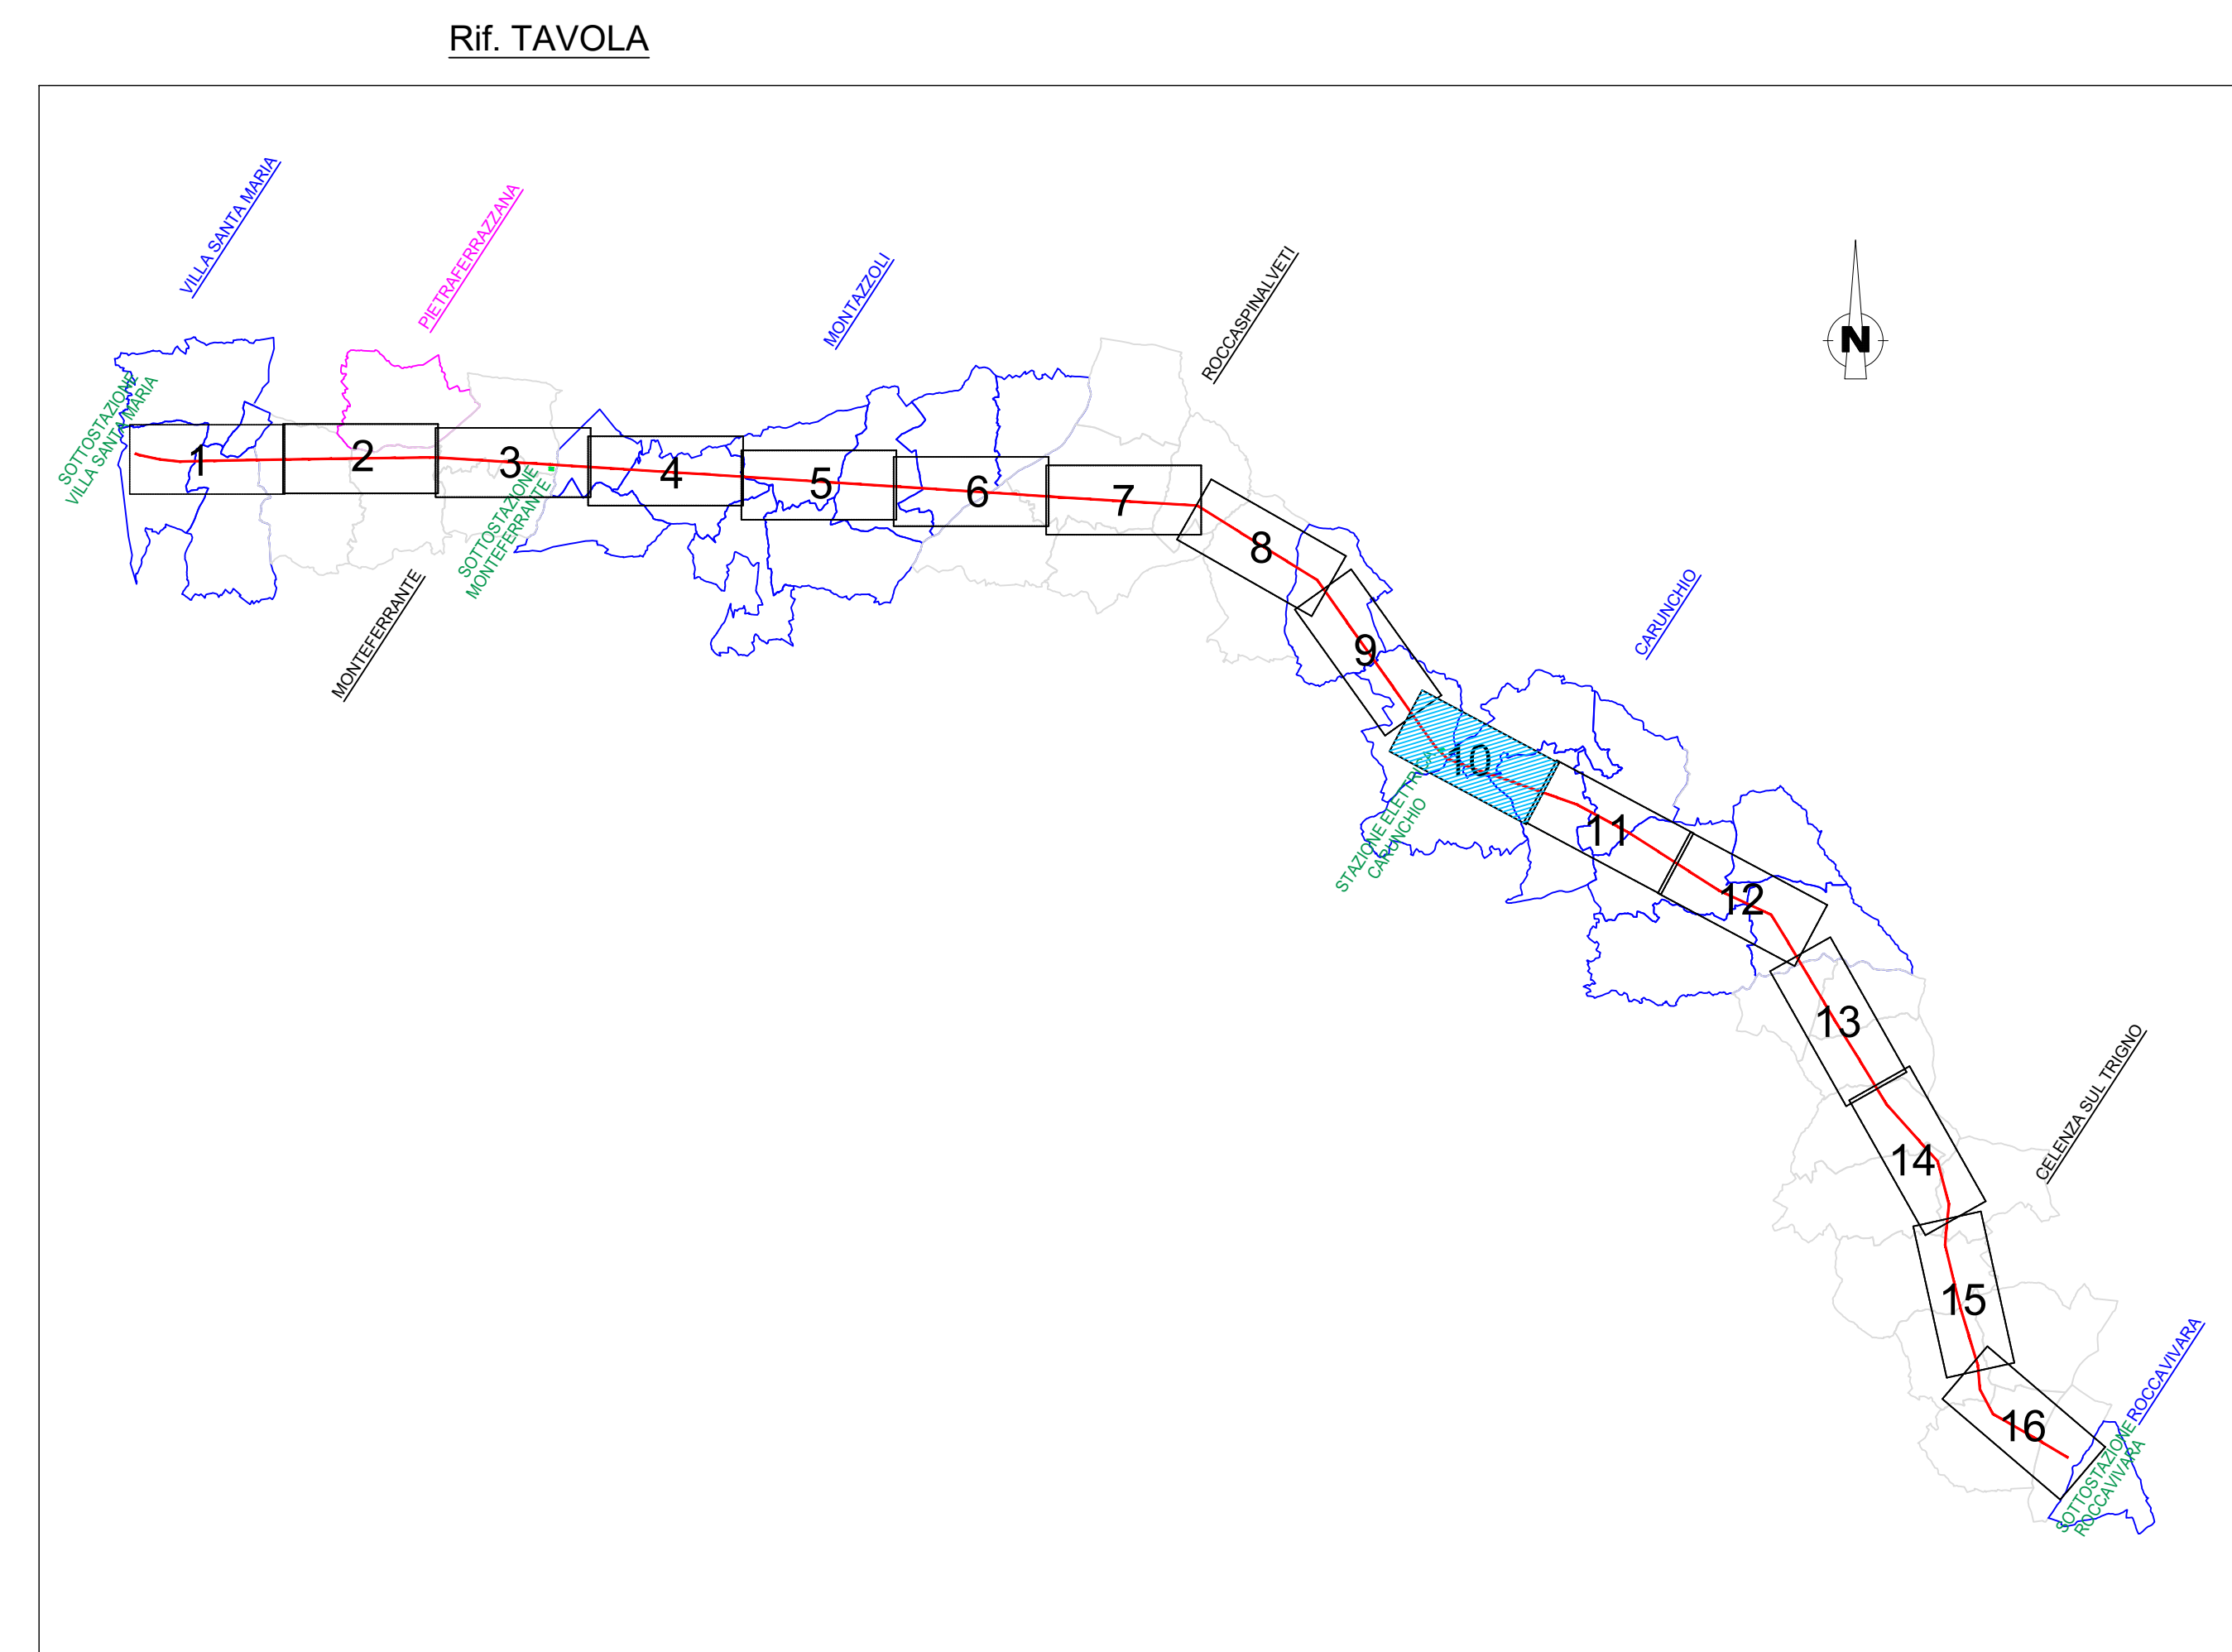 Rif. TAVOLA
VILLA SANTA MARIA
PIETRAFERRAZZANA
MONTAZZOLI
ROCCASPINALVETI
N
SOTTOSTAZIONE
VILLA SANTA MARIA
1
2
3
4
5
6
7
8
SOTTOSTAZIONE
MONTEFERRANTE
MONTEFERRANTE
CARUNCHIO
9
10
STAZIONE ELETTRICA
CARUNCHIO
11
12
13
14
CELENZA SUL TRIGNO
15
16
ROCCAVIVARA
SOTTOSTAZIONE
ROCCAVIVARA